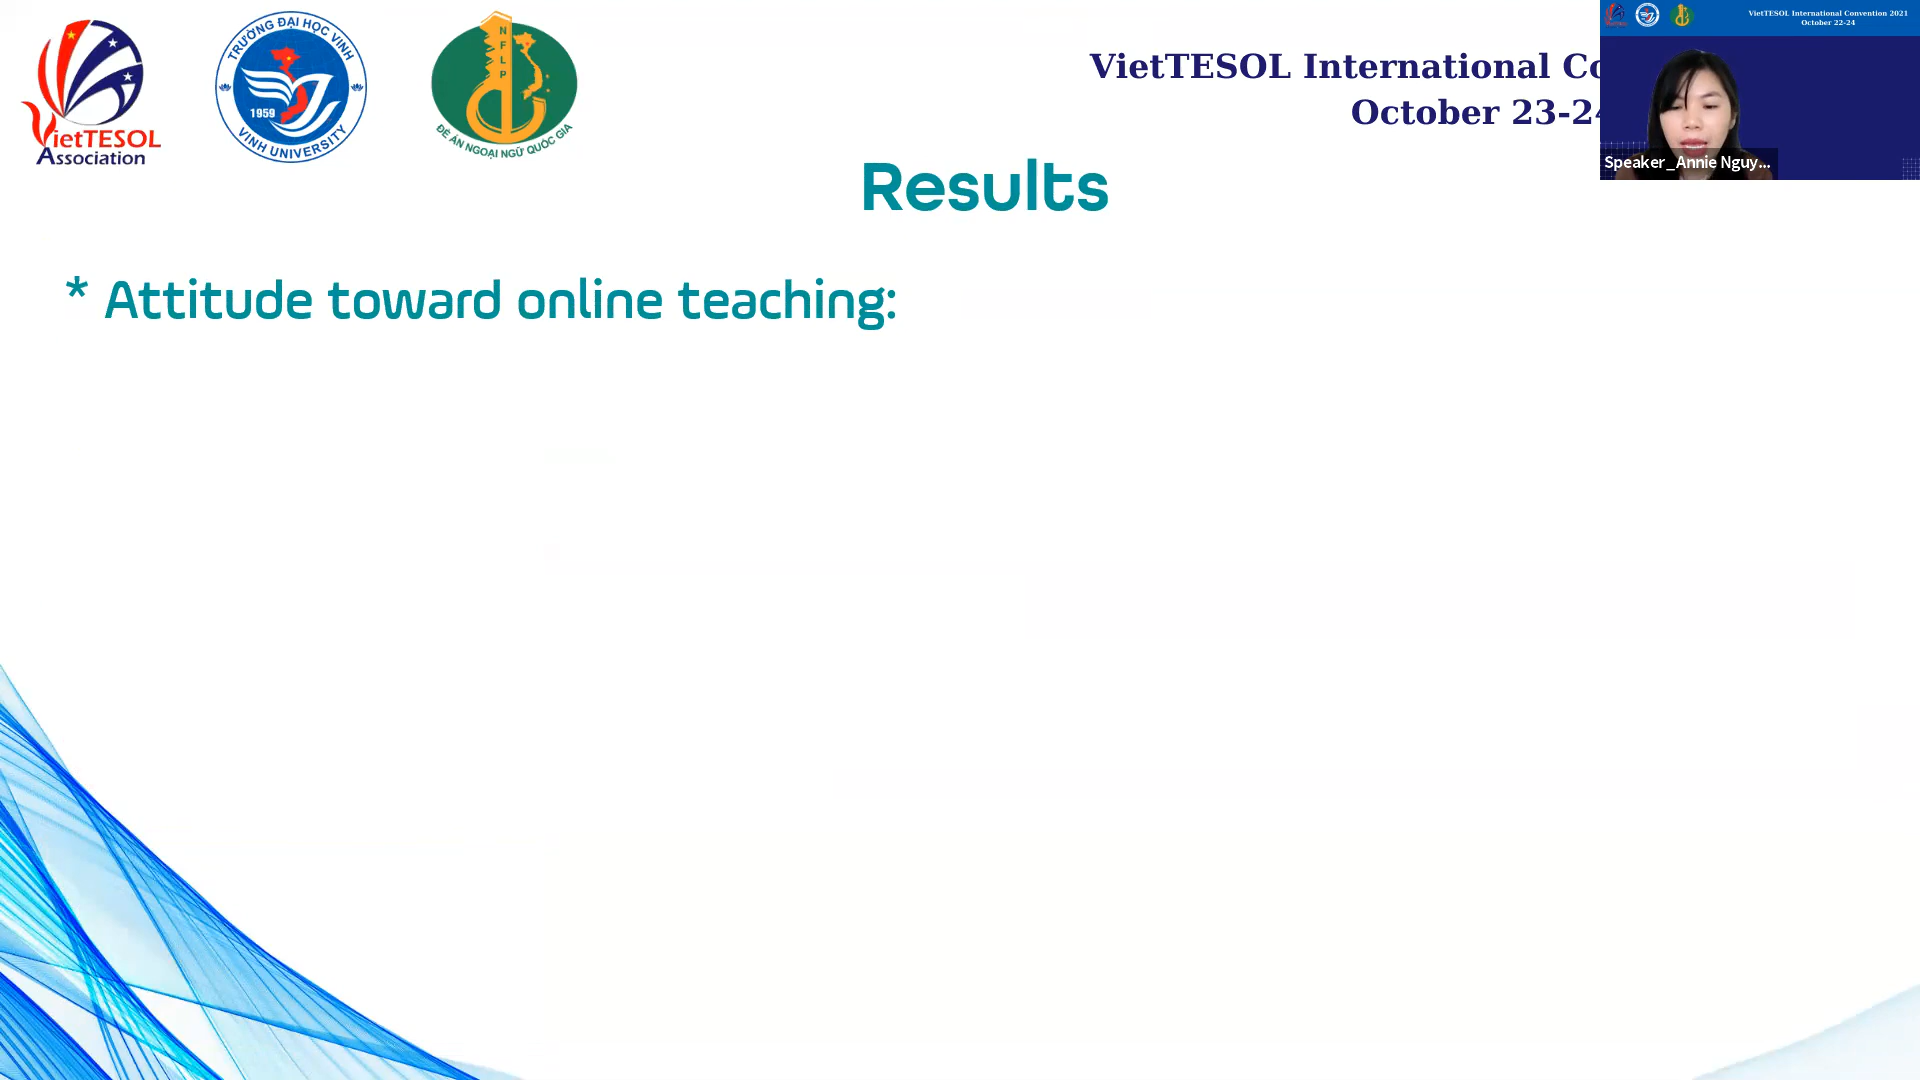 VietTESOL
Association
TRƯỜNG ĐẠI HỌC VINH
1959
VINH UNIVERSITY
NFLP
ĐỀ ÁN NGOẠI NGỮ QUỐC GIA
VietTESOL International Co
October 23-24
VietTESOL International Convention 2021
October 22-24
Speaker_Annie Nguy...
Results
* Attitude toward online teaching: